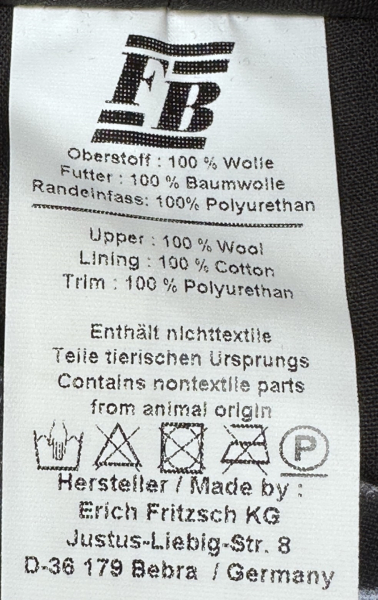 FB
Oberstoff : 100 % Wolle
Futter : 100 % Baumwolle
Randeinfass: 100% Polyurethan
Upper : 100 % Wool
Lining : 100 % Cotton
Trim : 100 % Polyurethan
Enthält nichttextile
Teile tierischen Ursprungs
Contains nontextile parts
from animal origin
P
Hersteller / Made by :
Erich Fritzsch KG
Justus-Liebig-Str. 8
D-36 179 Bebra / Germany